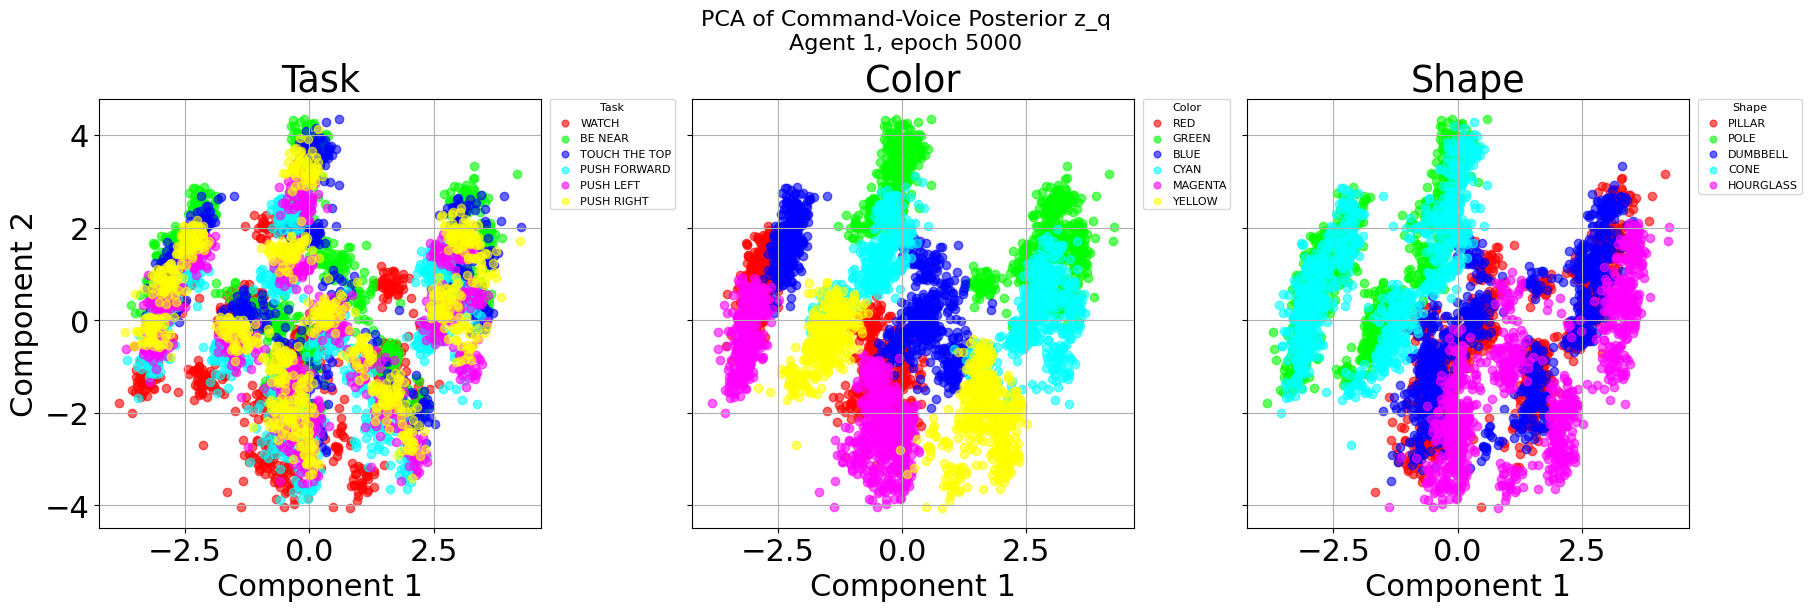 PCA of Command-Voice Posterior z_q
Agent 1, epoch 5000
Task
Color
Shape
Task
WATCH
BE NEAR
TOUCH THE TOP
PUSH FORWARD
PUSH LEFT
PUSH RIGHT
Color
RED
GREEN
BLUE
CYAN
MAGENTA
YELLOW
Shape
PILLAR
POLE
DUMBBELL
CONE
HOURGLASS
Component 2
4
2
0
−2
−4
−2.5 0.0 2.5
−2.5 0.0 2.5
−2.5 0.0 2.5
Component 1
Component 1
Component 1